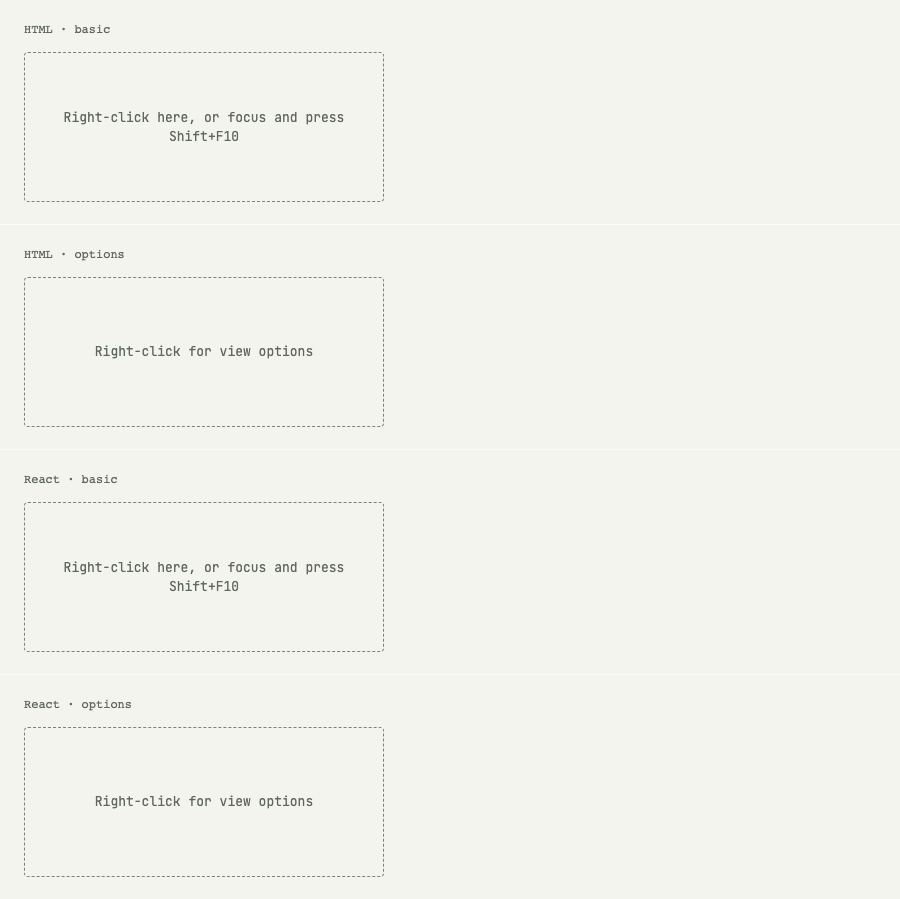 HTML · basic
Right-click here, or focus and press
Shift+F10
HTML · options
Right-click for view options
React · basic
Right-click here, or focus and press
Shift+F10
React · options
Right-click for view options